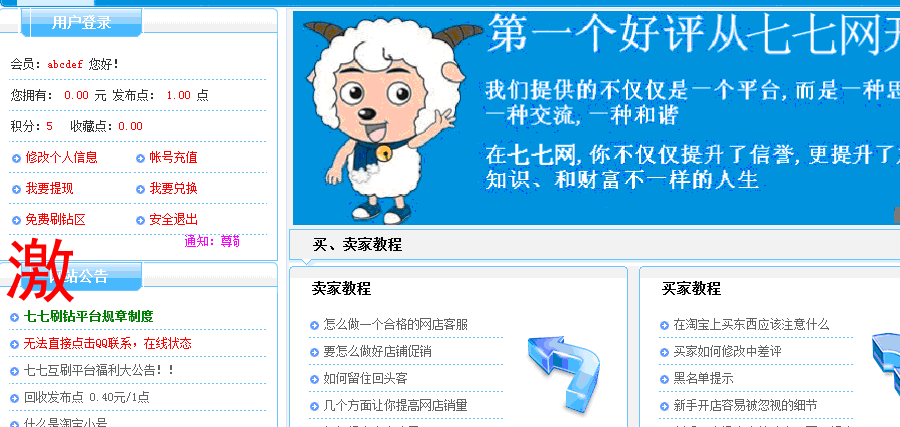 用户登录
会员：abcdef 您好！
您拥有： 0.00 元 发布点： 1.00 点
积分：5 收藏点：0.00
修改个人信息 帐号充值
我要提现 我要兑换
免费刷钻区 安全退出
通知：
激
网站公告
七七刷钻平台规章制度
无法直接点击QQ联系，在线状态
七七互刷平台福利大公告！！
回收发布点 0.40元/1点
什么是淘宝小号
第一个好评从七七网开
我们提供的不仅仅是一个平台，而是一种思
一种交流，一种和谐
在七七网，你不仅仅提升了信誉，更提升了
知识、和财富不一样的人生
买、卖家教程
卖家教程
怎么做一个合格的网店客服
要怎么做好店铺促销
如何留住回头客
几个方面让你提高网店销量
买家教程
在淘宝上买东西应该注意什么
买家如何修改中差评
黑名单提示
新手开店容易被忽视的细节